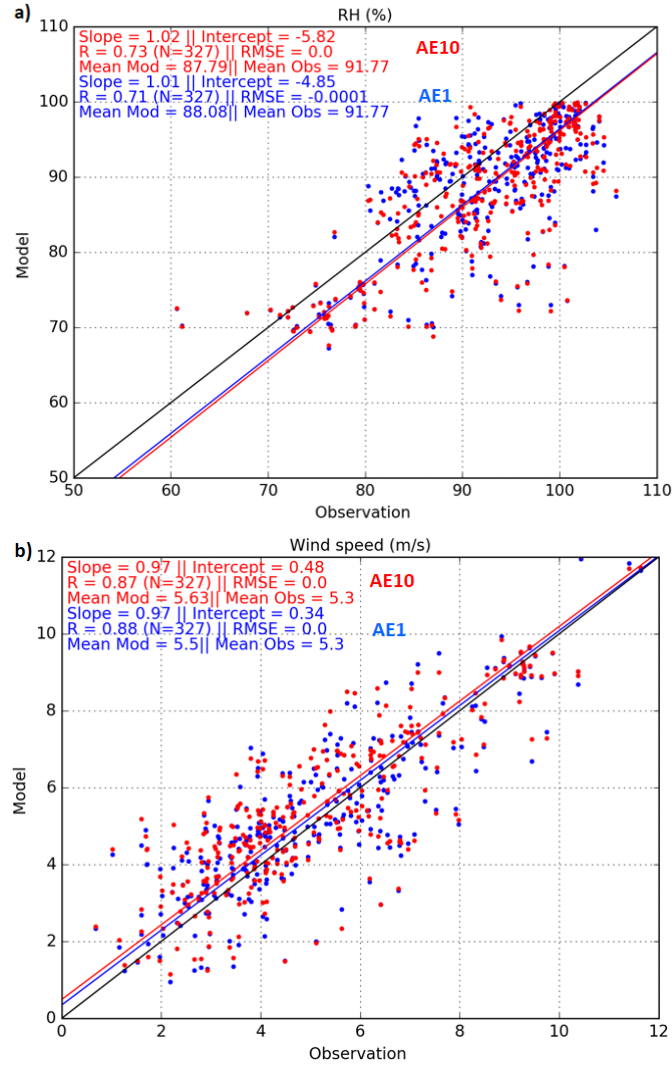 a)
RH (%)
Slope = 1.02 || Intercept = -5.82
R = 0.73 (N=327) || RMSE = 0.0
Mean Mod = 87.79|| Mean Obs = 91.77
AE10
Slope = 1.01 || Intercept = -4.85
R = 0.71 (N=327) || RMSE = -0.0001
Mean Mod = 88.08|| Mean Obs = 91.77
AE1
110
100
90
80
70
60
50
Model
50 60 70 80 90 100 110
Observation
b)
Wind speed (m/s)
Slope = 0.97 || Intercept = 0.48
R = 0.87 (N=327) || RMSE = 0.0
Mean Mod = 5.63|| Mean Obs = 5.3
AE10
Slope = 0.97 || Intercept = 0.34
R = 0.88 (N=327) || RMSE = 0.0
Mean Mod = 5.5|| Mean Obs = 5.3
AE1
12
10
8
6
4
2
0
Model
0 2 4 6 8 10 12
Observation